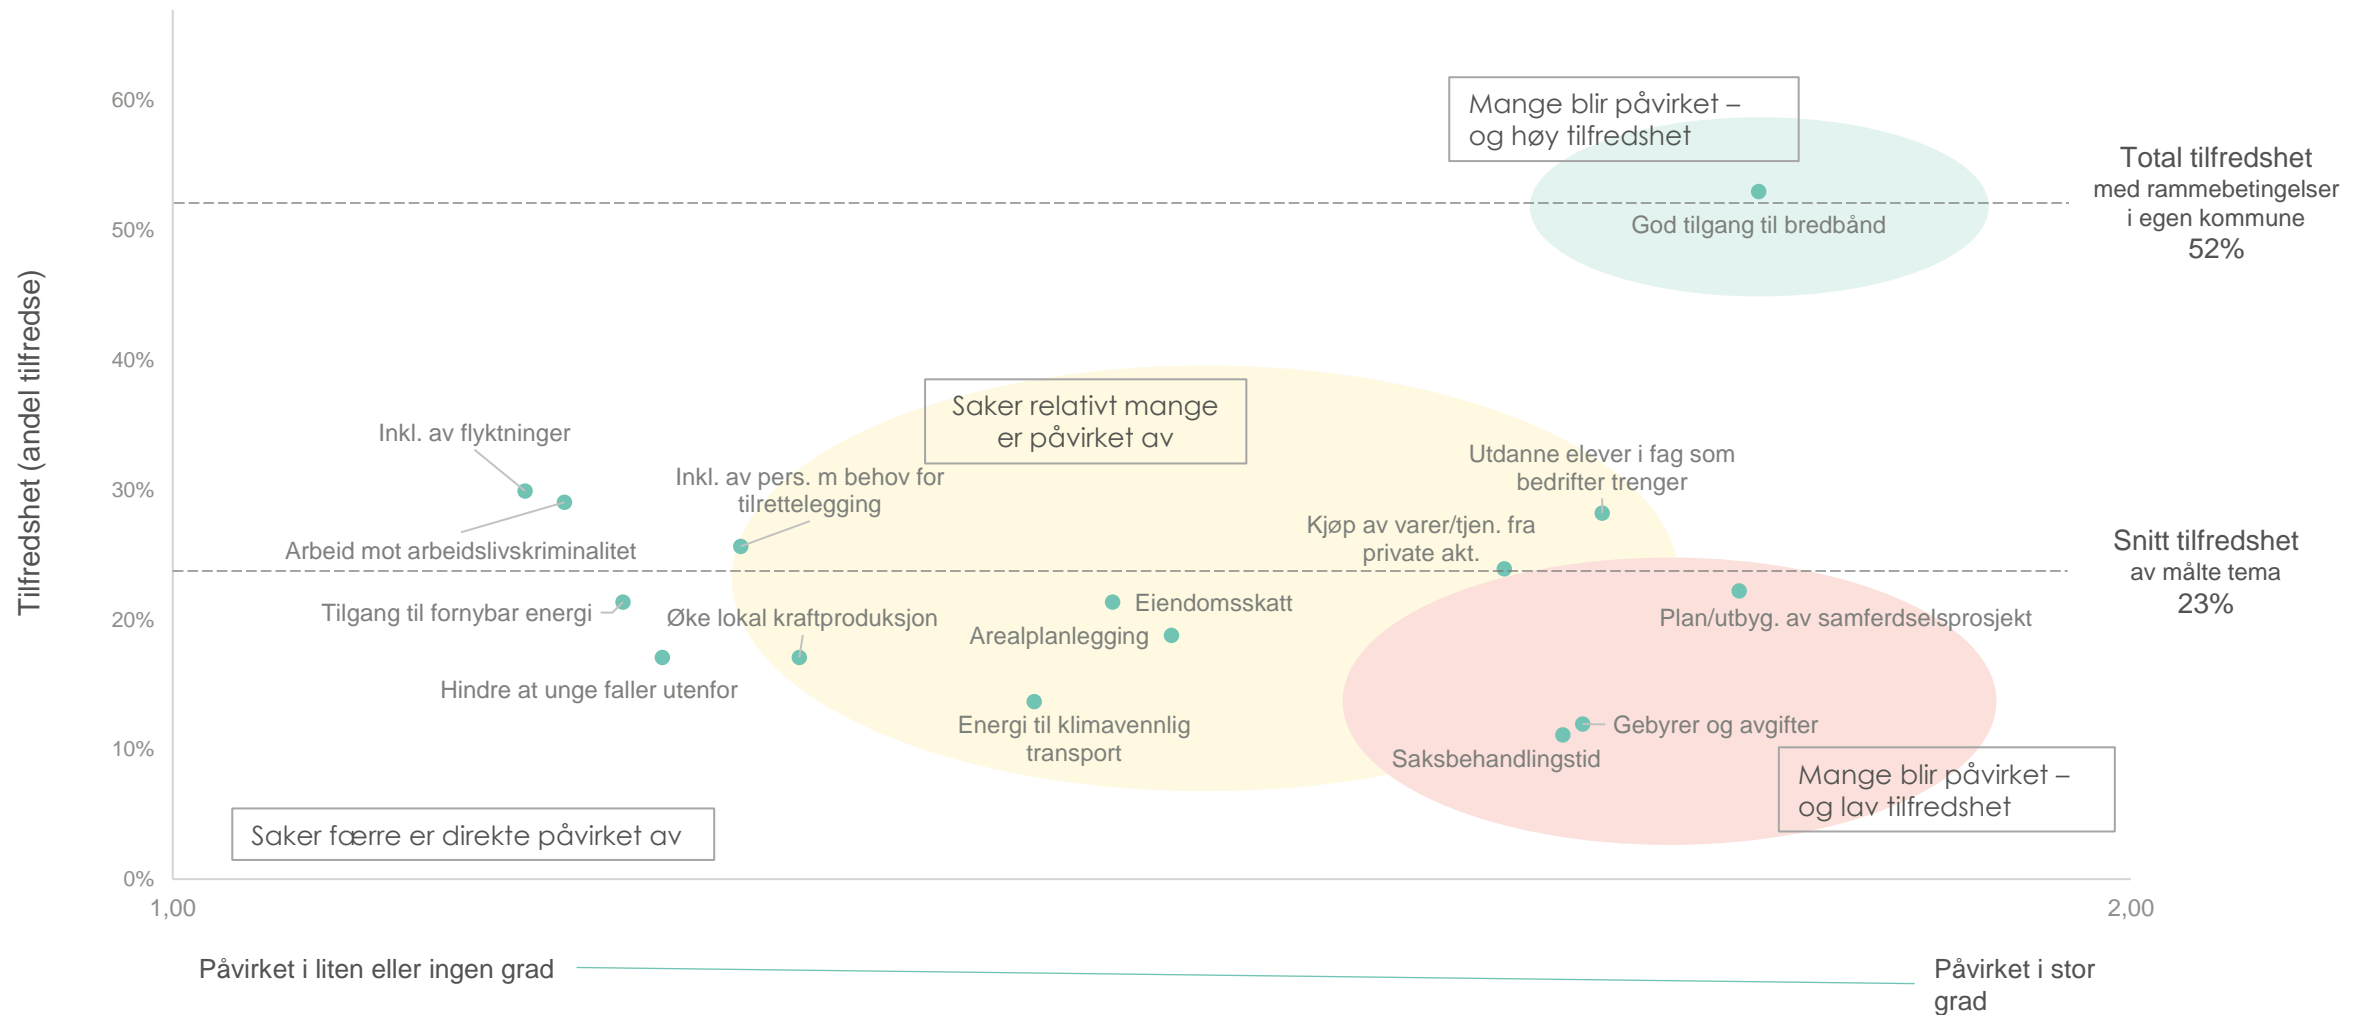 Tilfredshet (andel tilfredse)
60%
50%
40%
30%
20%
10%
0%
1,00
2,00
Mange blir påvirket –
og høy tilfredshet
God tilgang til bredbånd
Total tilfredshet
med rammebetingelser
i egen kommune
52%
Saker relativt mange
er påvirket av
Inkl. av flyktninger
Arbeid mot arbeidslivskriminalitet
Inkl. av pers. m behov for
tilrettelegging
Utdanne elever i fag som
bedrifter trenger
Kjøp av varer/tjen. fra
private akt.
Snitt tilfredshet
av målte tema
23%
Tilgang til fornybar energi
Øke lokal kraftproduksjon
Eiendomsskatt
Arealplanlegging
Plan/utbyg. av samferdselsprosjekt
Hindre at unge faller utenfor
Energi til klimavennlig
transport
Gebyrer og avgifter
Saksbehandlingstid
Mange blir påvirket –
og lav tilfredshet
Saker færre er direkte påvirket av
Påvirket i liten eller ingen grad
Påvirket i stor
grad